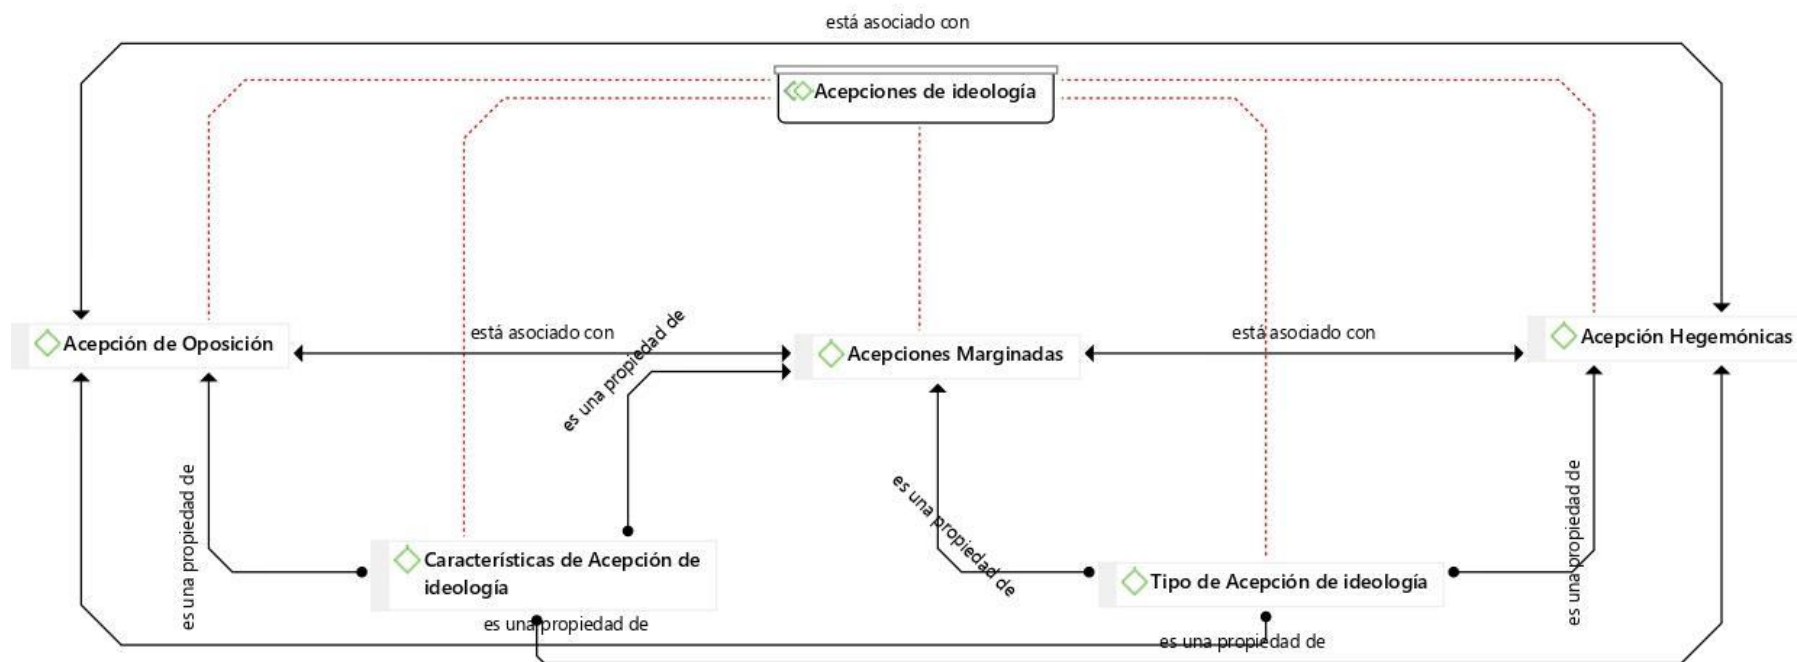 está asociado con
Acepciones de ideología
Acepción de Oposición
está asociado con
es una propiedad de
Acepciones Marginadas
está asociado con
Acepción Hegemónicas
es una propiedad de
es una propiedad de
es una propiedad de
Características de Acepción de
ideología
Tipo de Acepción de ideología
es una propiedad de
es una propiedad de